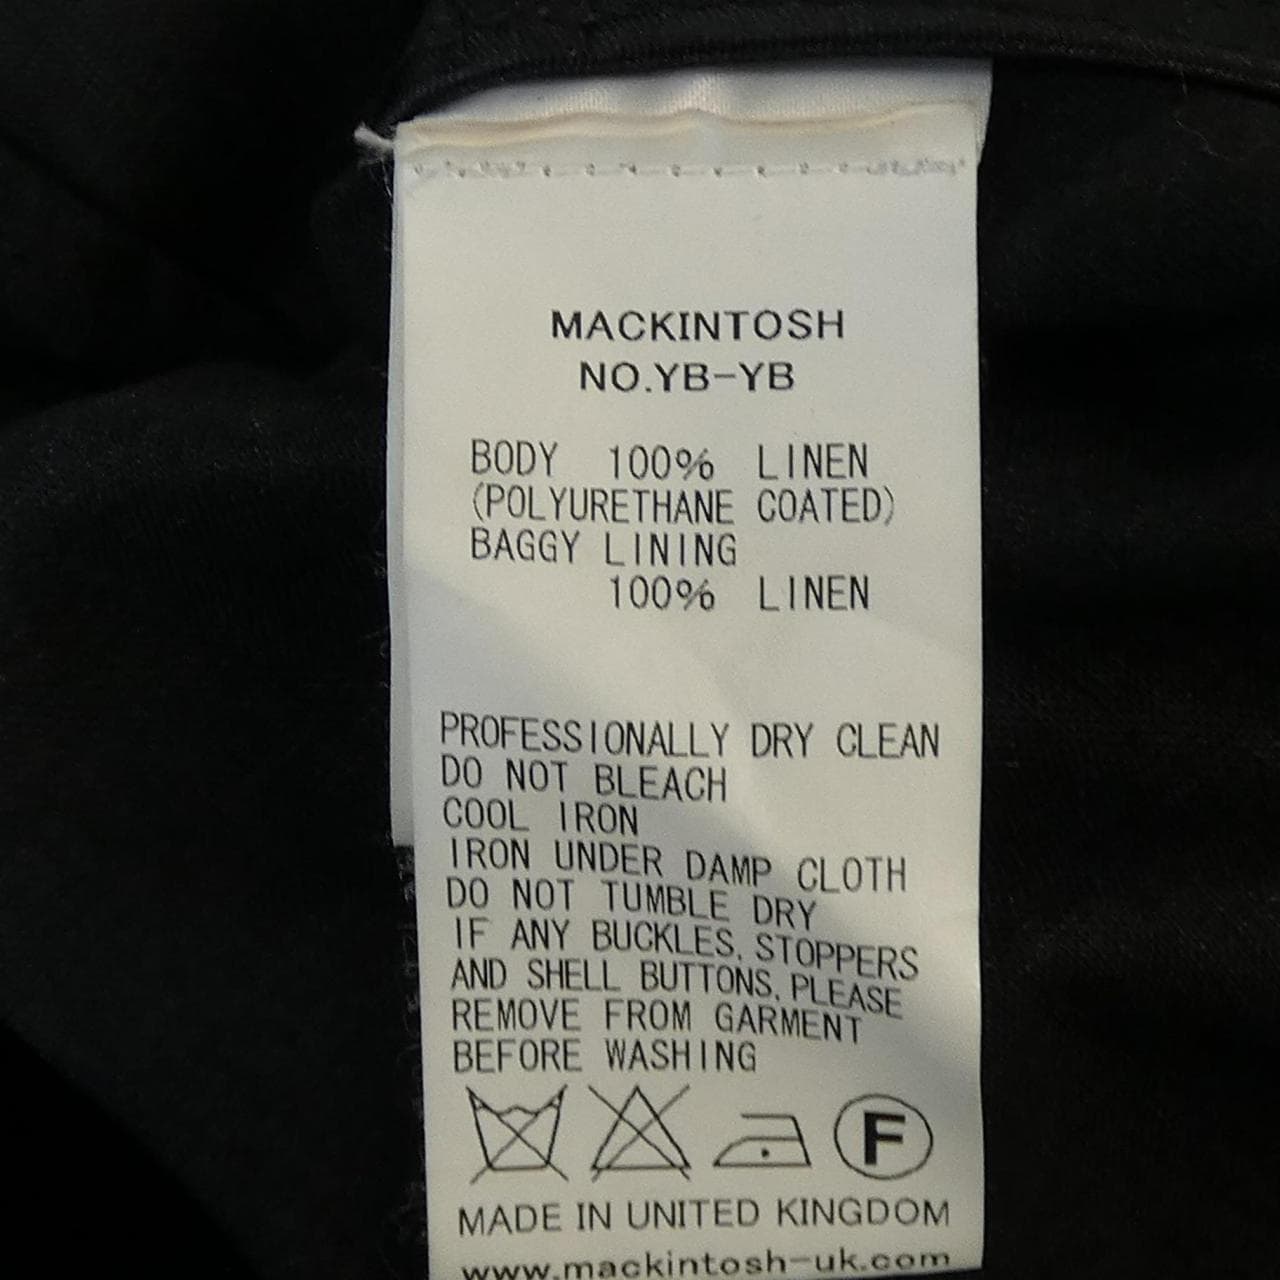 MACKINTOSH
NO.YB-YB
BODY 100% LINEN
(POLYURETHANE COATED)
BAGGY LINING
100% LINEN
PROFESSIONALLY DRY CLEAN
DO NOT BLEACH
COOL IRON
IRON UNDER DAMP CLOTH
DO NOT TUMBLE DRY
IF ANY BUCKLES, STOPPERS
AND SHELL BUTTONS, PLEASE
REMOVE FROM GARMENT
BEFORE WASHING
F
MADE IN UNITED KINGDOM
www.mackintosh-uk.com